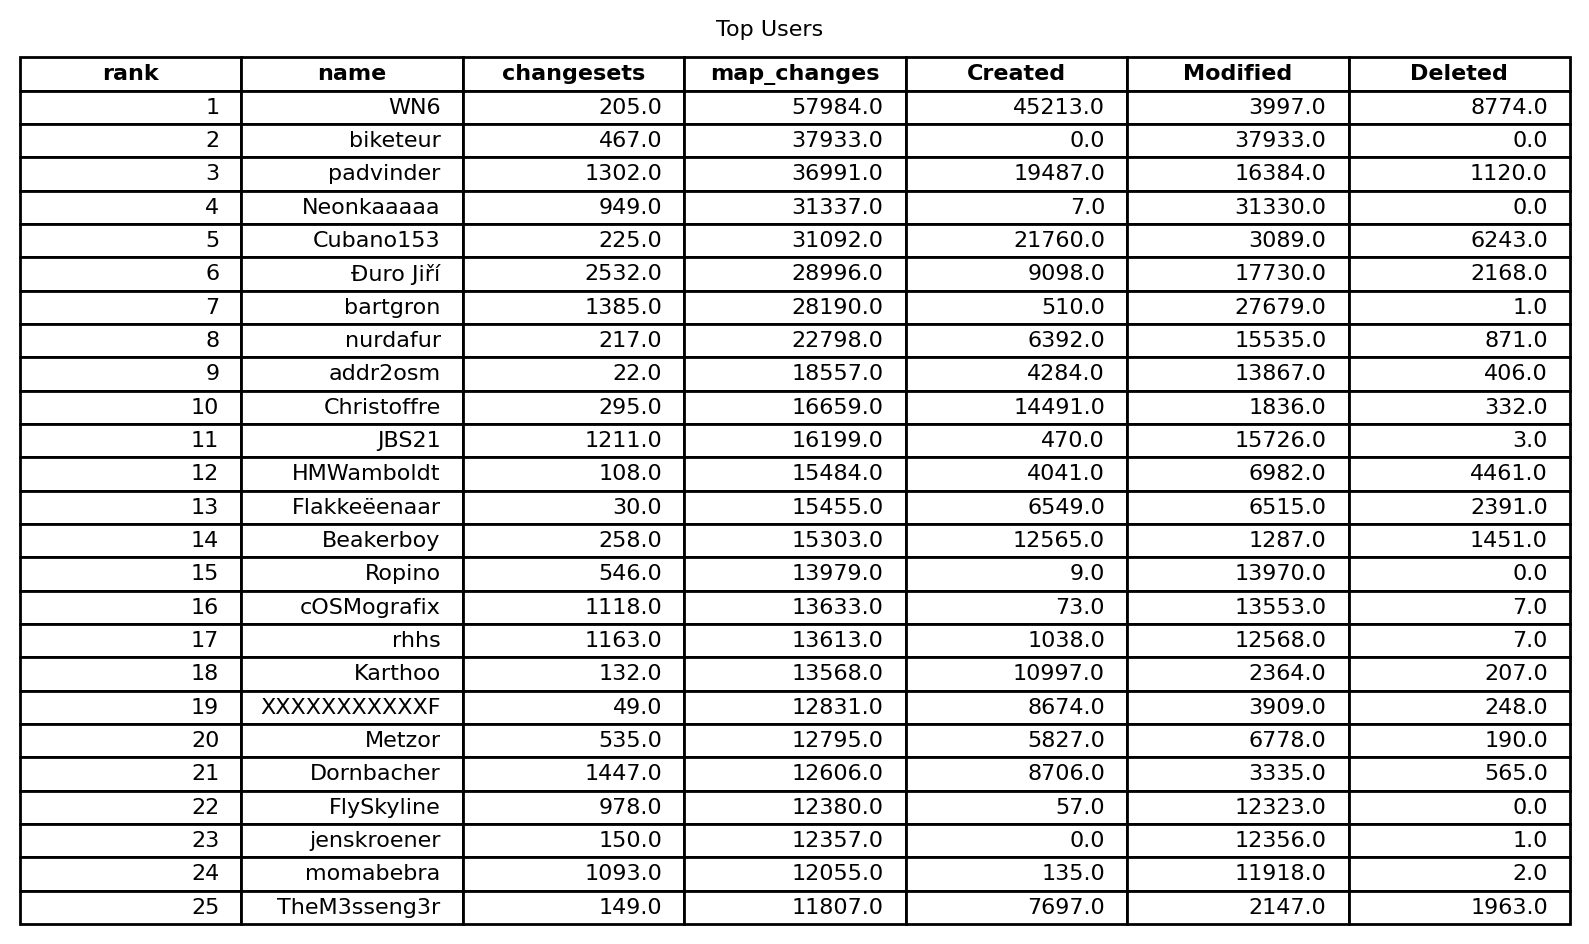 Top Users
rank name changesets map_changes Created Modified Deleted
1 WN6 205.0 57984.0 45213.0 3997.0 8774.0
2 biketeur 467.0 37933.0 0.0 37933.0 0.0
3 padvinder 1302.0 36991.0 19487.0 16384.0 1120.0
4 Neonkaaaaa 949.0 31337.0 7.0 31330.0 0.0
5 Cubano153 225.0 31092.0 21760.0 3089.0 6243.0
6 Đuro Jiří 2532.0 28996.0 9098.0 17730.0 2168.0
7 bartgron 1385.0 28190.0 510.0 27679.0 1.0
8 nurdafur 217.0 22798.0 6392.0 15535.0 871.0
9 addr2osm 22.0 18557.0 4284.0 13867.0 406.0
10 Christoffre 295.0 16659.0 14491.0 1836.0 332.0
11 JBS21 1211.0 16199.0 470.0 15726.0 3.0
12 HMWamboldt 108.0 15484.0 4041.0 6982.0 4461.0
13 Flakkeëenaar 30.0 15455.0 6549.0 6515.0 2391.0
14 Beakerboy 258.0 15303.0 12565.0 1287.0 1451.0
15 Ropino 546.0 13979.0 9.0 13970.0 0.0
16 cOSMografix 1118.0 13633.0 73.0 13553.0 7.0
17 rhhs 1163.0 13613.0 1038.0 12568.0 7.0
18 Karthoo 132.0 13568.0 10997.0 2364.0 207.0
19 XXXXXXXXXXXF 49.0 12831.0 8674.0 3909.0 248.0
20 Metzor 535.0 12795.0 5827.0 6778.0 190.0
21 Dornbacher 1447.0 12606.0 8706.0 3335.0 565.0
22 FlySkyline 978.0 12380.0 57.0 12323.0 0.0
23 jenskroener 150.0 12357.0 0.0 12356.0 1.0
24 momabebra 1093.0 12055.0 135.0 11918.0 2.0
25 TheM3sseng3r 149.0 11807.0 7697.0 2147.0 1963.0